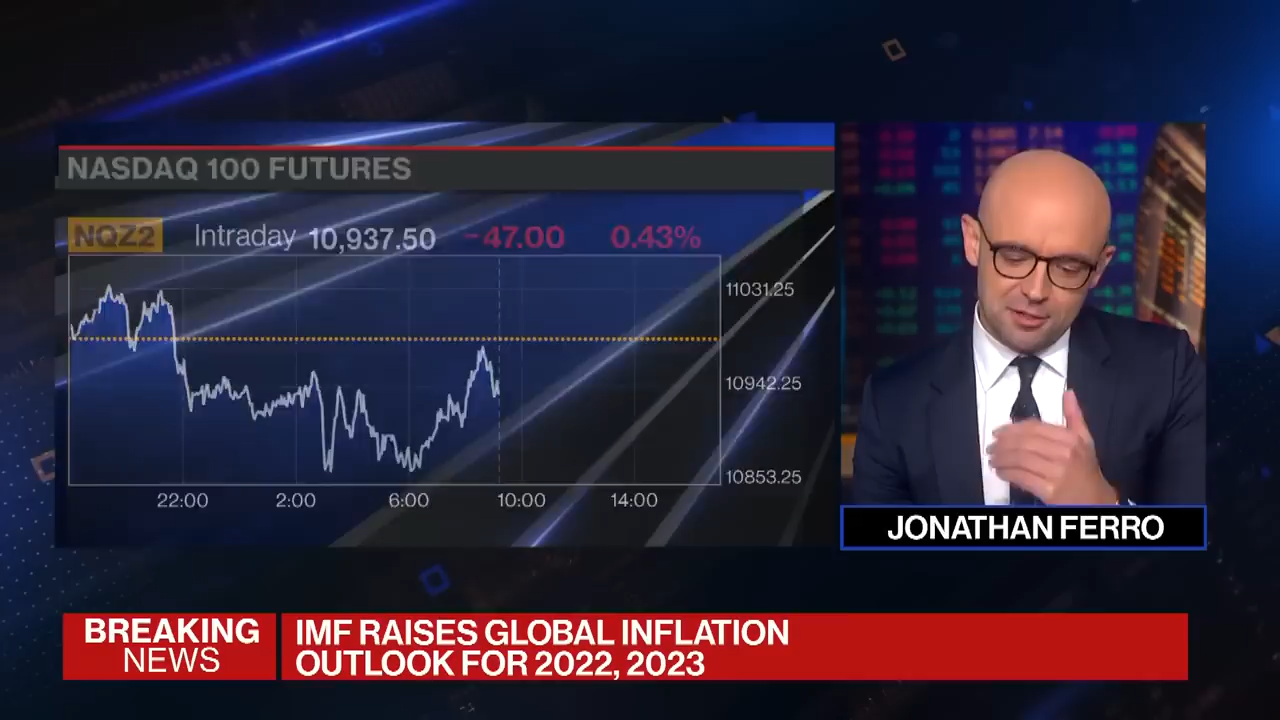 NASDAQ 100 FUTURES
NQZ2 Intraday 10,937.50 -47.00 0.43%
11031.25
10942.25
10853.25
22:00 2:00 6:00 10:00 14:00
JONATHAN FERRO
BREAKING NEWS
IMF RAISES GLOBAL INFLATION
OUTLOOK FOR 2022, 2023